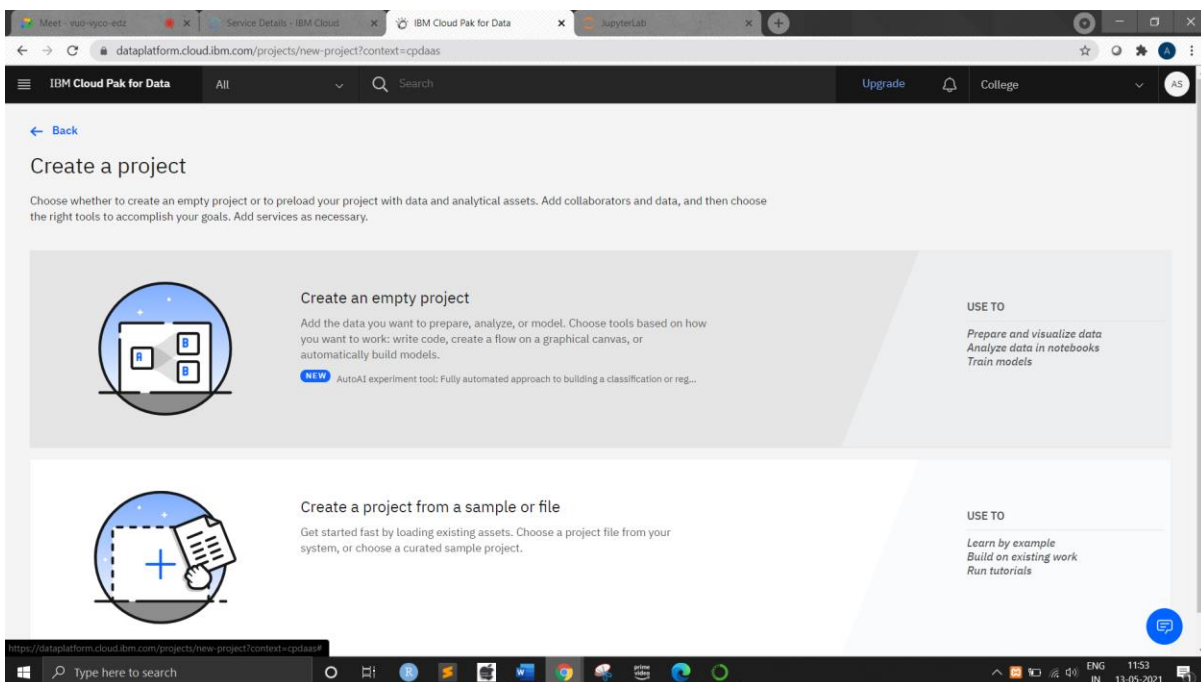 Meet - vuo-vyco-edz
Service Details - IBM Cloud
IBM Cloud Pak for Data
JupyterLab
dataplatform.cloud.ibm.com/projects/new-project?context=cpdaas
A
IBM Cloud Pak for Data
All
Search
Upgrade
College
AS
← Back
Create a project
Choose whether to create an empty project or to preload your project with data and analytical assets. Add collaborators and data, and then choose
the right tools to accomplish your goals. Add services as necessary.
A
B
B
Create an empty project
Add the data you want to prepare, analyze, or model. Choose tools based on how
you want to work: write code, create a flow on a graphical canvas, or
automatically build models.
NEW AutoAI experiment tool: Fully automated approach to building a classification or reg...
USE TO
Prepare and visualize data
Analyze data in notebooks
Train models
Create a project from a sample or file
Get started fast by loading existing assets. Choose a project file from your
system, or choose a curated sample project.
USE TO
Learn by example
Build on existing work
Run tutorials
https://dataplatform.cloud.ibm.com/projects/new-project?context=cpdaas#
Type here to search
R
prime
video
ENG
IN
11:53
13-05-2021